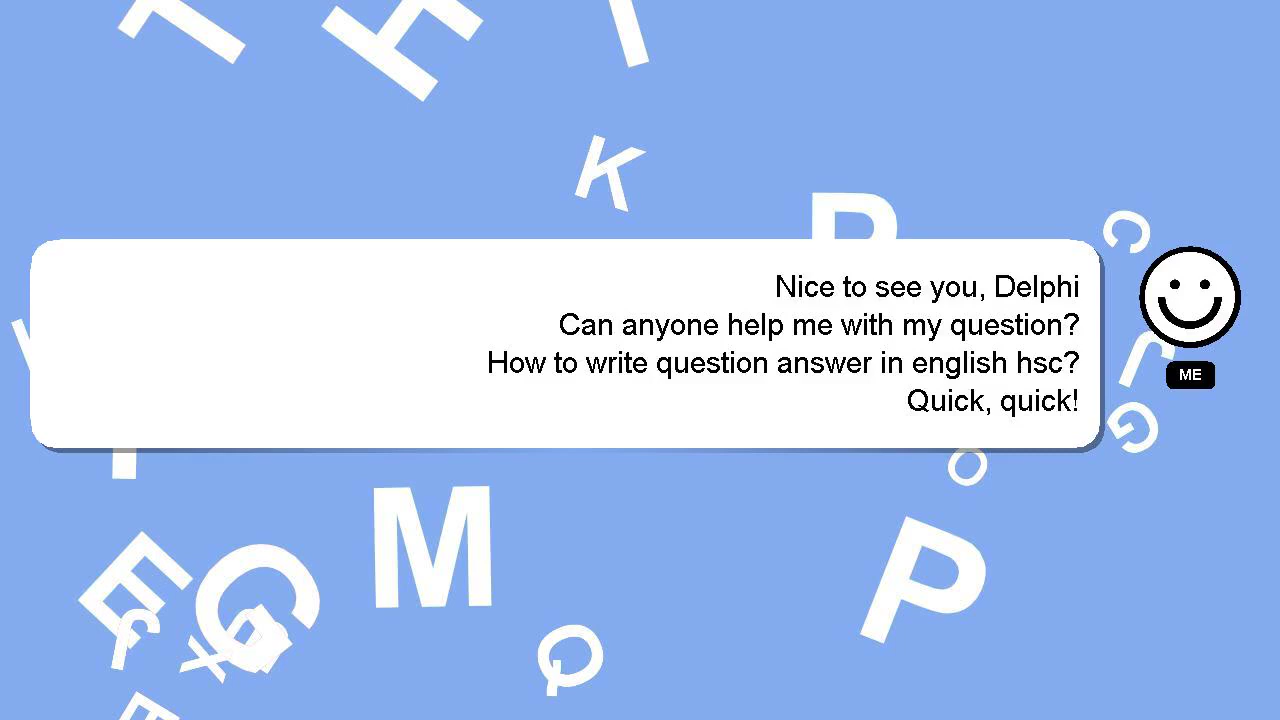 Nice to see you, Delphi
Can anyone help me with my question?
How to write question answer in english hsc?
Quick, quick!
ME